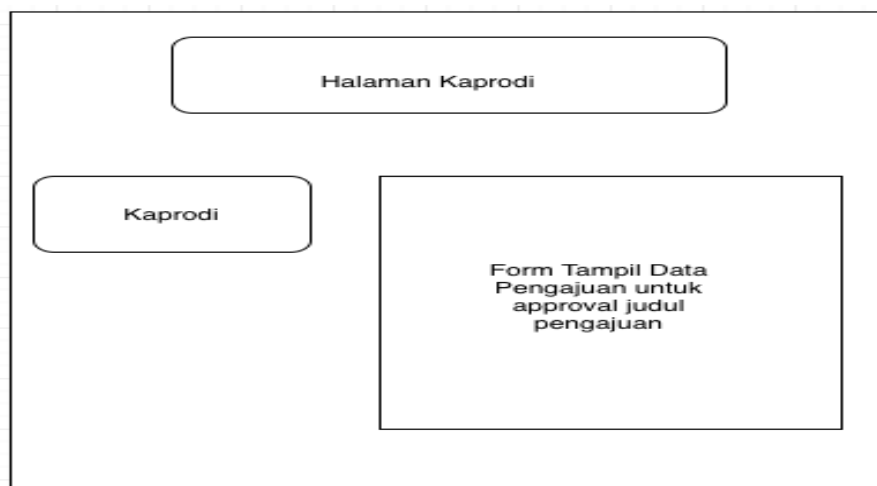 Halaman Kaprodi
Kaprodi
Form Tampil Data
Pengajuan untuk
approval judul
pengajuan